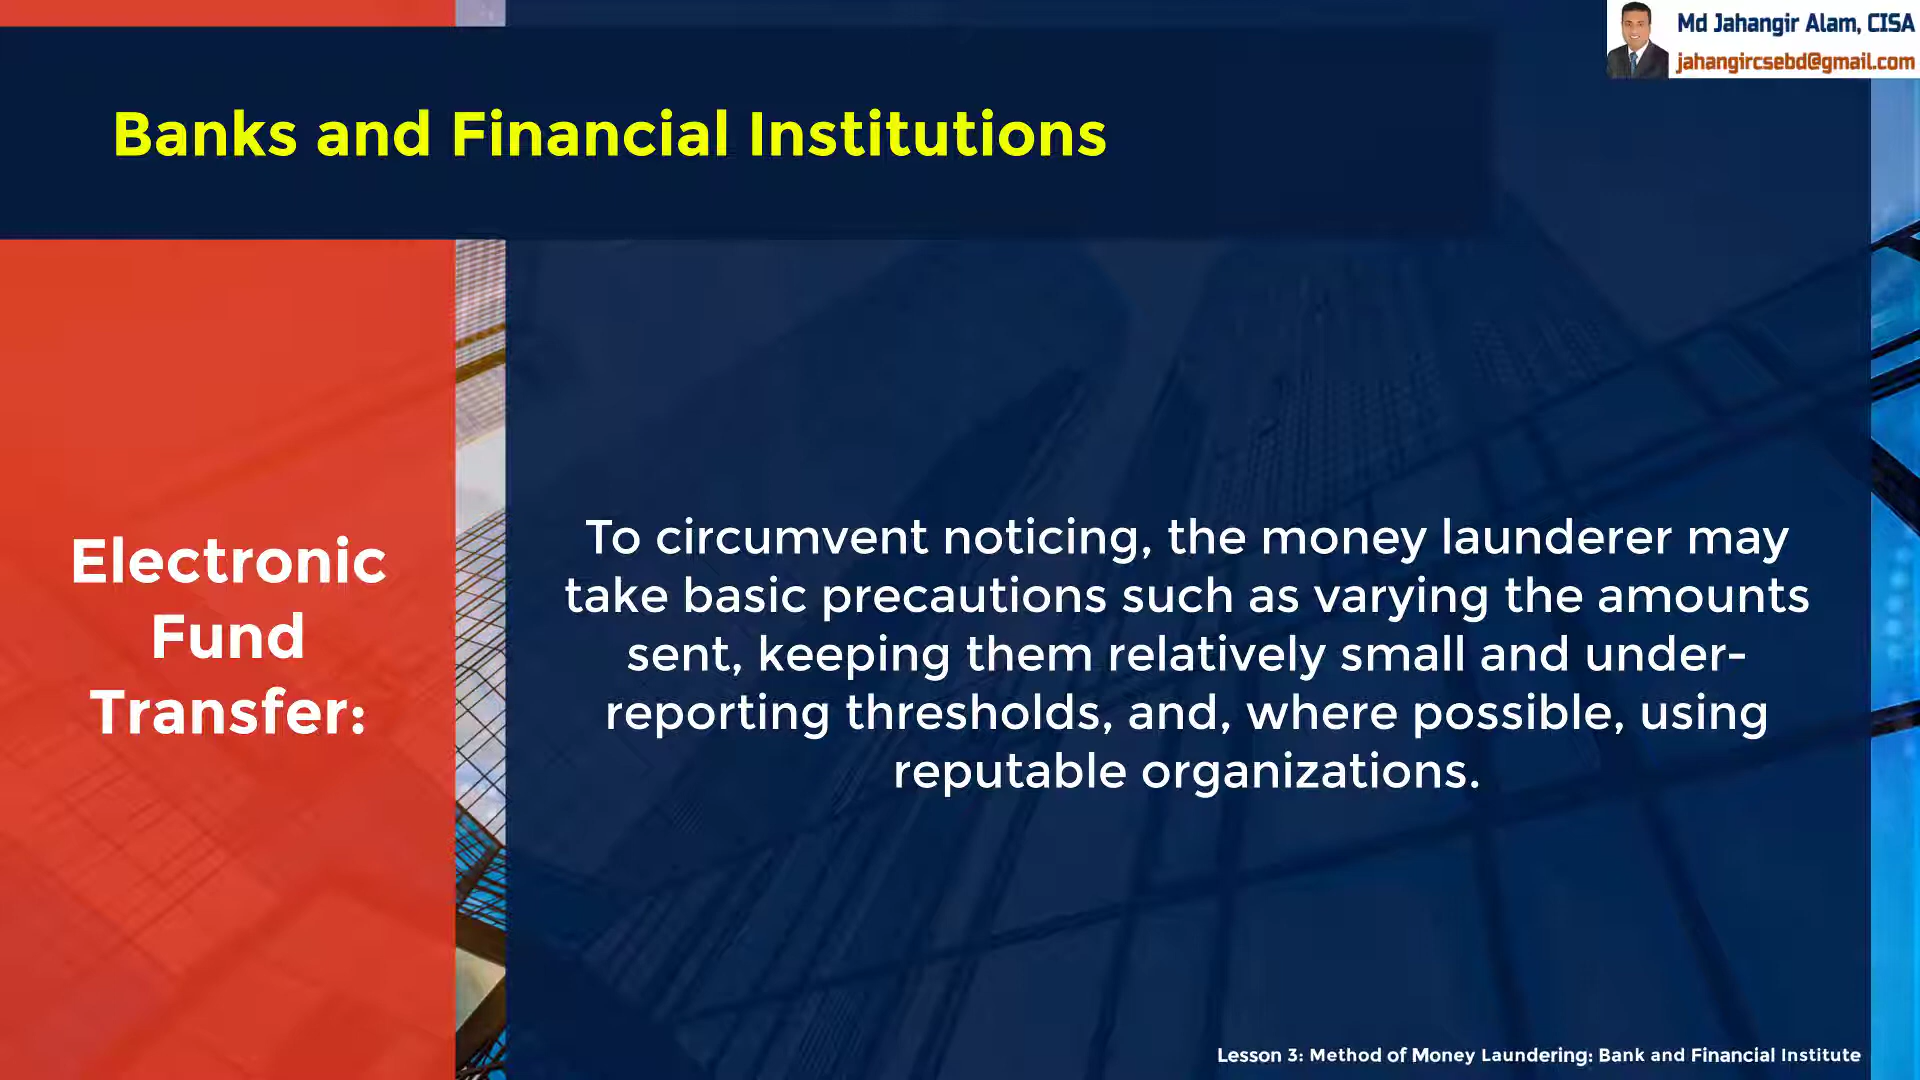 Md Jahangir Alam, CISA
jahangircsebd@gmail.com
Banks and Financial Institutions
Electronic
Fund
Transfer:
To circumvent noticing, the money launderer may
take basic precautions such as varying the amounts
sent, keeping them relatively small and under-
reporting thresholds, and, where possible, using
reputable organizations.
Lesson 3: Method of Money Laundering: Bank and Financial Institute